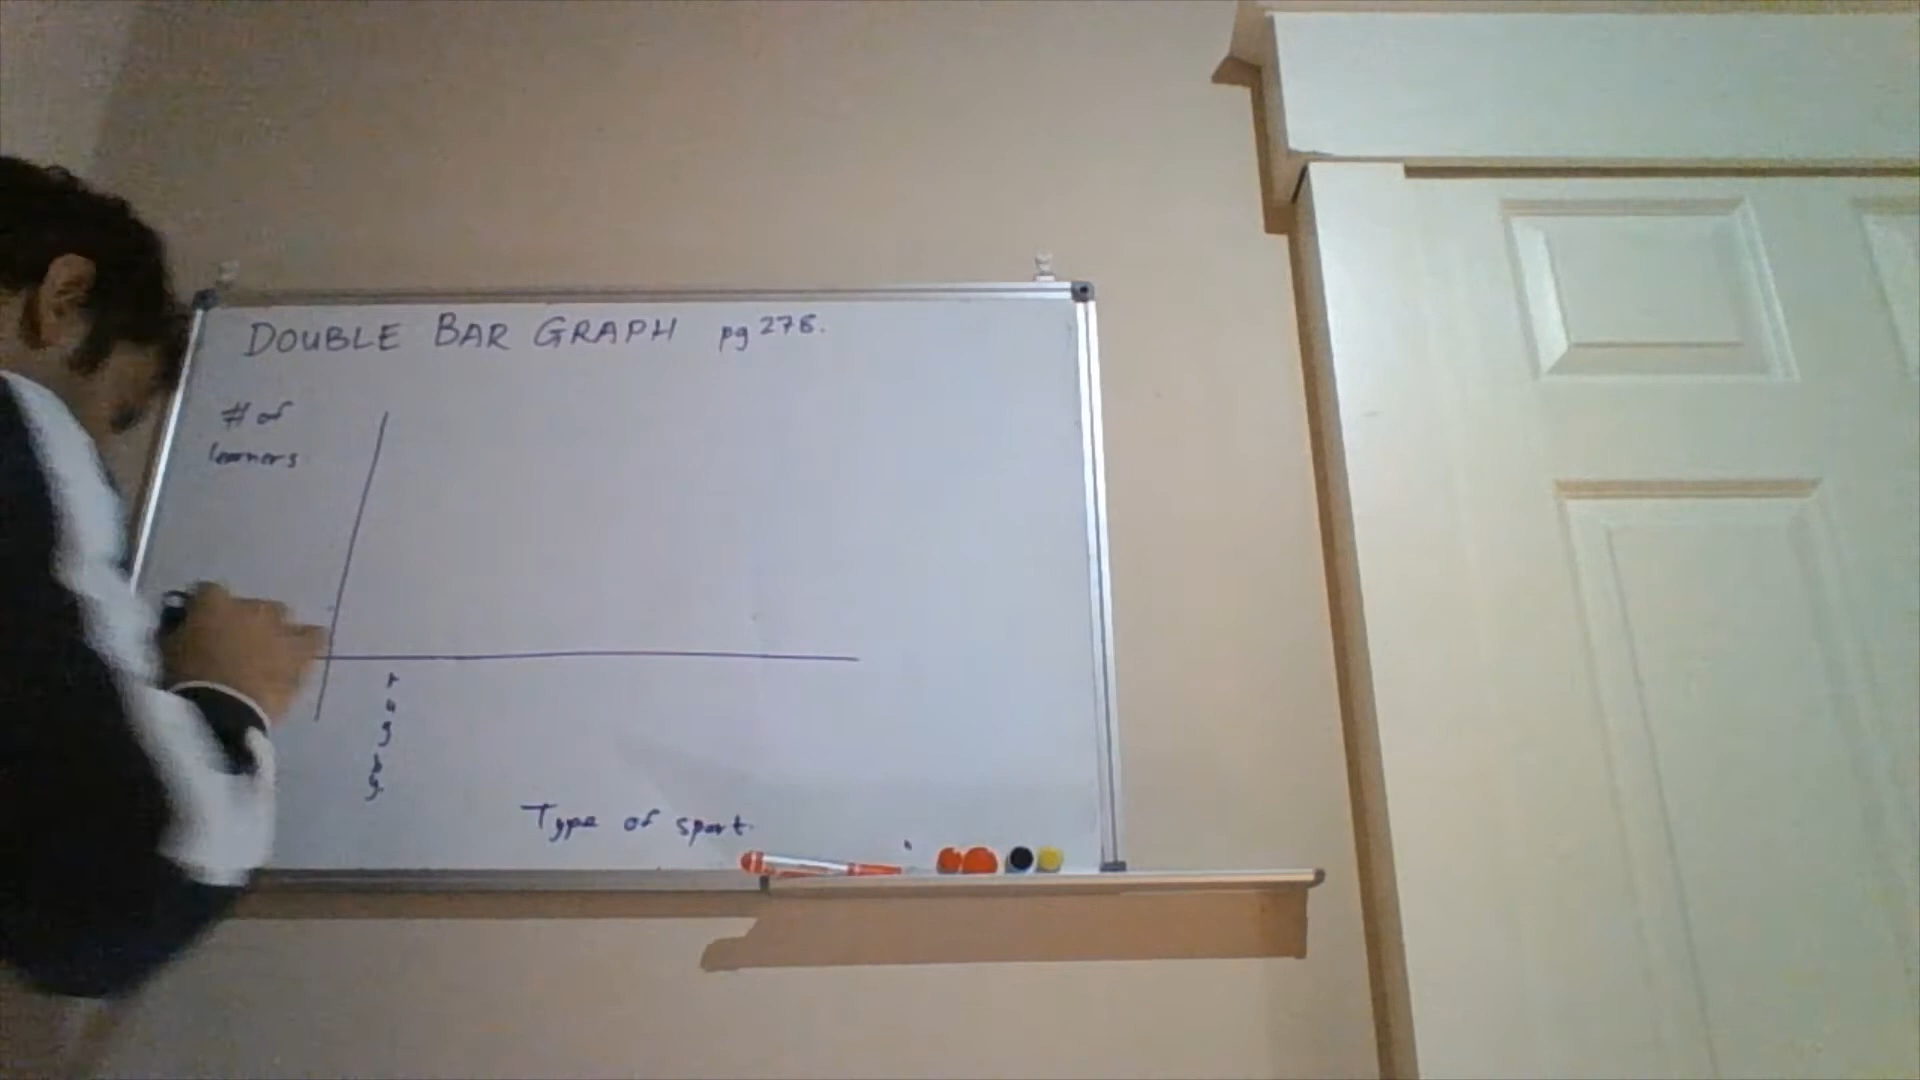 DOUBLE BAR GRAPH pg 278.
# of
learners
rugby
Type of sport.